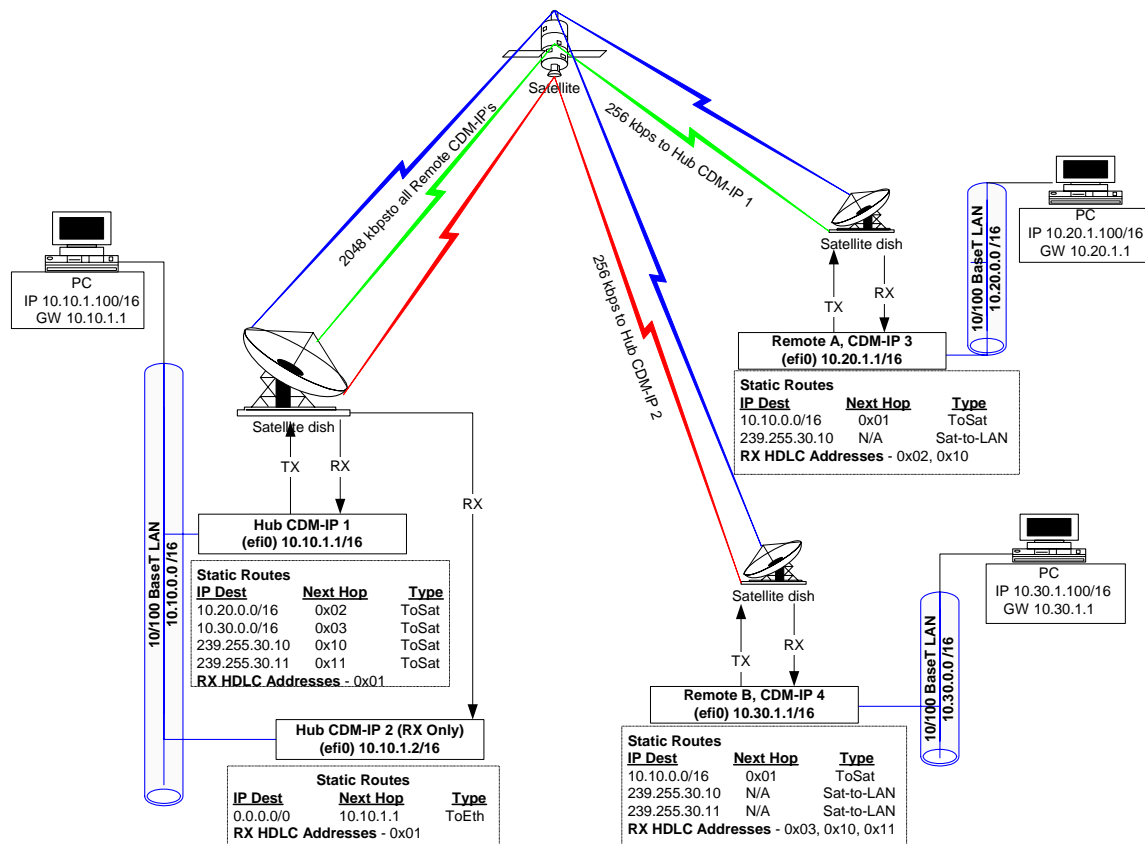 Satellite
2048 kbpsto all Remote CDM-IP's
256 kbps to Hub CDM-IP 1
256 kbps to Hub CDM-IP 2
PC
IP 10.10.1.100/16
GW 10.10.1.1
Satellite dish
TX
RX
RX
10/100 BaseT LAN
10.10.0.0 /16
Hub CDM-IP 1
(efi0) 10.10.1.1/16
Static Routes
IP Dest Next Hop Type
10.20.0.0/16 0x02 ToSat
10.30.0.0/16 0x03 ToSat
239.255.30.10 0x10 ToSat
239.255.30.11 0x11 ToSat
RX HDLC Addresses - 0x01
Hub CDM-IP 2 (RX Only)
(efi0) 10.10.1.2/16
Static Routes
IP Dest Next Hop Type
0.0.0.0/0 10.10.1.1 ToEth
RX HDLC Addresses - 0x01
Satellite dish
TX
RX
PC
IP 10.20.1.100/16
GW 10.20.1.1
10/100 BaseT LAN
10.20.0.0 /16
Remote A, CDM-IP 3
(efi0) 10.20.1.1/16
Static Routes
IP Dest Next Hop Type
10.10.0.0/16 0x01 ToSat
239.255.30.10 N/A Sat-to-LAN
RX HDLC Addresses - 0x02, 0x10
Satellite dish
TX
RX
PC
IP 10.30.1.100/16
GW 10.30.1.1
10/100 BaseT LAN
10.30.0.0 /16
Remote B, CDM-IP 4
(efi0) 10.30.1.1/16
Static Routes
IP Dest Next Hop Type
10.10.0.0/16 0x01 ToSat
239.255.30.10 N/A Sat-to-LAN
239.255.30.11 N/A Sat-to-LAN
RX HDLC Addresses - 0x03, 0x10, 0x11